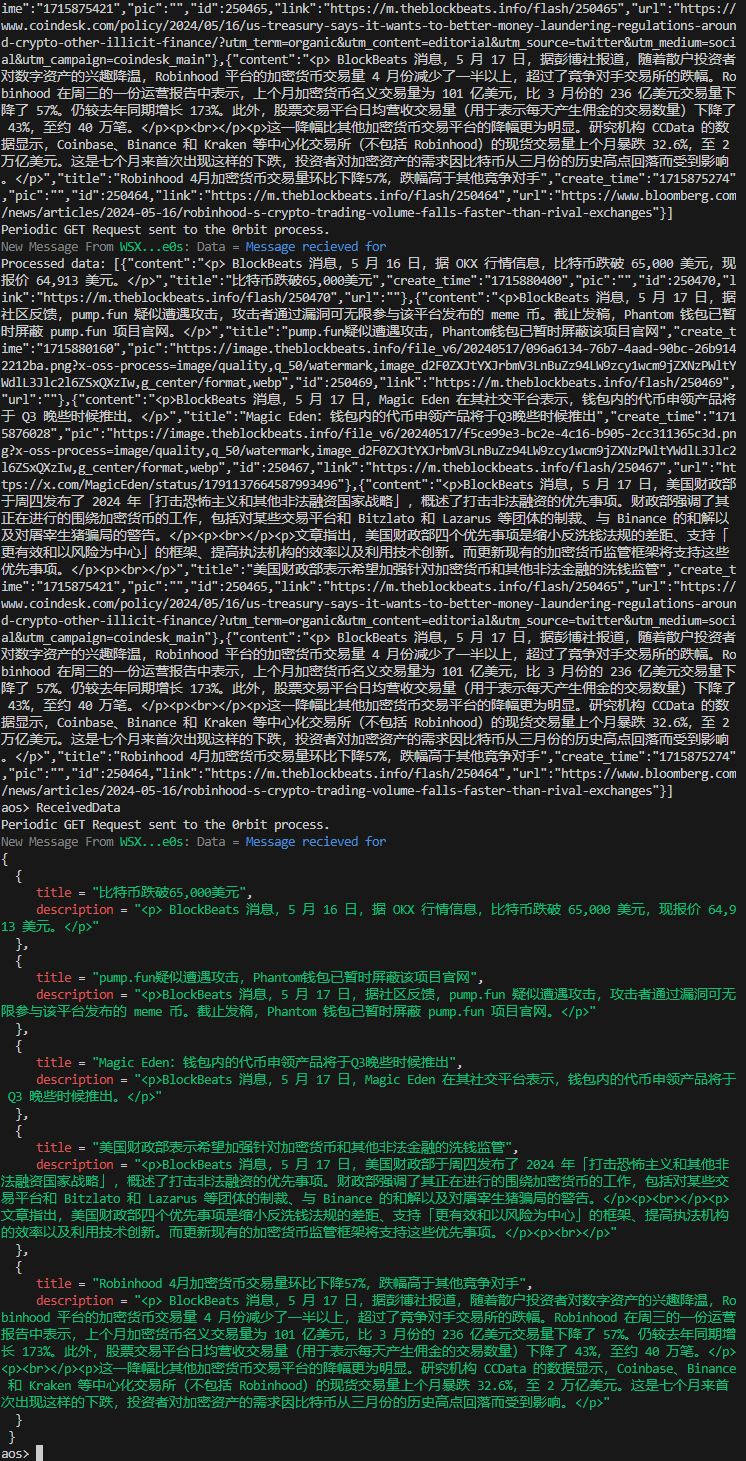 ime":"1715875421","pic":"","id":250465,"link":"https://m.theblockbeats.info/flash/250465","url":"https://
www.coindesk.com/policy/2024/05/16/us-treasury-says-it-wants-to-better-money-laundering-regulations-aroun
d-crypto-other-illicit-finance/?utm_term=organic&utm_content=editorial&utm_source=twitter&utm_medium=soci
al&utm_campaign=coindesk_main"},{"content":"<p> BlockBeats 消息，5 月 17 日，据彭博社报道，随着散户投资者
对数字资产的兴趣降温，Robinhood 平台的加密货币交易量 4 月份减少了一半以上，超过了竞争对手交易所的跌幅。Ro
binhood 在周三的一份运营报告中表示，上个月加密货币名义交易量为 101 亿美元，比 3 月份的 236 亿美元交易量下
降了 57%。仍较去年同期增长 173%。此外，股票交易平台日均营收交易量（用于表示每天产生佣金的交易数量）下降了
 43%，至约 40 万笔。</p><p><br></p><p>这一降幅比其他加密货币交易平台的降幅更为明显。研究机构 CCData 的数
据显示，Coinbase、Binance 和 Kraken 等中心化交易所（不包括 Robinhood）的现货交易量上个月暴跌 32.6%，至 2
万亿美元。这是七个月来首次出现这样的下跌，投资者对加密资产的需求因比特币从三月份的历史高点回落而受到影响
。</p>","title":"Robinhood 4月加密货币交易量环比下降57%，跌幅高于其他竞争对手","create_time":"1715875274"
,"pic":"","id":250464,"link":"https://m.theblockbeats.info/flash/250464","url":"https://www.bloomberg.com
/news/articles/2024-05-16/robinhood-s-crypto-trading-volume-falls-faster-than-rival-exchanges"}]
Periodic GET Request sent to the 0rbit process.
New Message From WSX...e0s: Data = Message recieved for
Processed data: [{"content":"<p> BlockBeats 消息，5 月 16 日，据 OKX 行情信息，比特币跌破 65,000 美元，现
报价 64,913 美元。</p>","title":"比特币跌破65,000美元","create_time":"1715880400","pic":"","id":250470,"l
ink":"https://m.theblockbeats.info/flash/250470","url":""},{"content":"<p>BlockBeats 消息，5 月 17 日，据
社区反馈，pump.fun 疑似遭遇攻击，攻击者通过漏洞可无限参与该平台发布的 meme 币。截止发稿，Phantom 钱包已暂
时屏蔽 pump.fun 项目官网。</p>","title":"pump.fun疑似遭遇攻击，Phantom钱包已暂时屏蔽该项目官网","create_ti
me":"1715880160","pic":"https://image.theblockbeats.info/file_v6/20240517/096a6134-76b7-4aad-90bc-26b914
2212ba.png?x-oss-process=image/quality,q_50/watermark,image_d2F0ZXJtYXJrbmV3LnBuZz94LW9zcy1wcm9jZXNzPWltY
WdlL3Jlc2l6ZSxQXzIw,g_center/format,webp","id":250469,"link":"https://m.theblockbeats.info/flash/250469",
"url":""},{"content":"<p>BlockBeats 消息，5 月 17 日，Magic Eden 在其社交平台表示，钱包内的代币申领产品将
于 Q3 晚些时候推出。</p>","title":"Magic Eden：钱包内的代币申领产品将于Q3晚些时候推出","create_time":"171
5876028","pic":"https://image.theblockbeats.info/file_v6/20240517/f5ce99e3-bc2e-4c16-b905-2cc311365c3d.pn
g?x-oss-process=image/quality,q_50/watermark,image_d2F0ZXJtYXJrbmV3LnBuZz94LW9zcy1wcm9jZXNzPWltYWdlL3Jlc2
l6ZSxQXzIw,g_center/format,webp","id":250467,"link":"https://m.theblockbeats.info/flash/250467","url":"ht
tps://x.com/MagicEden/status/1791137664587993496"},{"content":"<p>BlockBeats 消息，5 月 17 日，美国财政部
于周四发布了 2024 年「打击恐怖主义和其他非法融资国家战略」，概述了打击非法融资的优先事项。财政部强调了其
正在进行的围绕加密货币的工作，包括对某些交易平台和 Bitzlato 和 Lazarus 等团体的制裁、与 Binance 的和解以
及对屠宰生猪骗局的警告。</p><p><br></p><p>文章指出，美国财政部四个优先事项是缩小反洗钱法规的差距、支持「
更有效和以风险为中心」的框架、提高执法机构的效率以及利用技术创新。而更新现有的加密货币监管框架将支持这些
优先事项。</p><p><br></p>","title":"美国财政部表示希望加强针对加密货币和其他非法金融的洗钱监管","create_t
ime":"1715875421","pic":"","id":250465,"link":"https://m.theblockbeats.info/flash/250465","url":"https://
www.coindesk.com/policy/2024/05/16/us-treasury-says-it-wants-to-better-money-laundering-regulations-aroun
d-crypto-other-illicit-finance/?utm_term=organic&utm_content=editorial&utm_source=twitter&utm_medium=soci
al&utm_campaign=coindesk_main"},{"content":"<p> BlockBeats 消息，5 月 17 日，据彭博社报道，随着散户投资者
对数字资产的兴趣降温，Robinhood 平台的加密货币交易量 4 月份减少了一半以上，超过了竞争对手交易所的跌幅。Ro
binhood 在周三的一份运营报告中表示，上个月加密货币名义交易量为 101 亿美元，比 3 月份的 236 亿美元交易量下
降了 57%。仍较去年同期增长 173%。此外，股票交易平台日均营收交易量（用于表示每天产生佣金的交易数量）下降了
 43%，至约 40 万笔。</p><p><br></p><p>这一降幅比其他加密货币交易平台的降幅更为明显。研究机构 CCData 的数
据显示，Coinbase、Binance 和 Kraken 等中心化交易所（不包括 Robinhood）的现货交易量上个月暴跌 32.6%，至 2
万亿美元。这是七个月来首次出现这样的下跌，投资者对加密资产的需求因比特币从三月份的历史高点回落而受到影响
。</p>","title":"Robinhood 4月加密货币交易量环比下降57%，跌幅高于其他竞争对手","create_time":"1715875274"
,"pic":"","id":250464,"link":"https://m.theblockbeats.info/flash/250464","url":"https://www.bloomberg.com
/news/articles/2024-05-16/robinhood-s-crypto-trading-volume-falls-faster-than-rival-exchanges"}]
aos> ReceivedData
Periodic GET Request sent to the 0rbit process.
New Message From WSX...e0s: Data = Message recieved for
{
  {
     title = "比特币跌破65,000美元",
     description = "<p> BlockBeats 消息，5 月 16 日，据 OKX 行情信息，比特币跌破 65,000 美元，现报价 64,9
13 美元。</p>"
  },
  {
     title = "pump.fun疑似遭遇攻击，Phantom钱包已暂时屏蔽该项目官网",
     description = "<p>BlockBeats 消息，5 月 17 日，据社区反馈，pump.fun 疑似遭遇攻击，攻击者通过漏洞可无
限参与该平台发布的 meme 币。截止发稿，Phantom 钱包已暂时屏蔽 pump.fun 项目官网。</p>"
  },
  {
     title = "Magic Eden：钱包内的代币申领产品将于Q3晚些时候推出",
     description = "<p>BlockBeats 消息，5 月 17 日，Magic Eden 在其社交平台表示，钱包内的代币申领产品将于
 Q3 晚些时候推出。</p>"
  },
  {
     title = "美国财政部表示希望加强针对加密货币和其他非法金融的洗钱监管",
     description = "<p>BlockBeats 消息，5 月 17 日，美国财政部于周四发布了 2024 年「打击恐怖主义和其他非
法融资国家战略」，概述了打击非法融资的优先事项。财政部强调了其正在进行的围绕加密货币的工作，包括对某些交
易平台和 Bitzlato 和 Lazarus 等团体的制裁、与 Binance 的和解以及对屠宰生猪骗局的警告。</p><p><br></p><p>
文章指出，美国财政部四个优先事项是缩小反洗钱法规的差距、支持「更有效和以风险为中心」的框架、提高执法机构
的效率以及利用技术创新。而更新现有的加密货币监管框架将支持这些优先事项。</p><p><br></p>"
  },
  {
     title = "Robinhood 4月加密货币交易量环比下降57%，跌幅高于其他竞争对手",
     description = "<p> BlockBeats 消息，5 月 17 日，据彭博社报道，随着散户投资者对数字资产的兴趣降温，Ro
binhood 平台的加密货币交易量 4 月份减少了一半以上，超过了竞争对手交易所的跌幅。Robinhood 在周三的一份运营
报告中表示，上个月加密货币名义交易量为 101 亿美元，比 3 月份的 236 亿美元交易量下降了 57%。仍较去年同期增长
 173%。此外，股票交易平台日均营收交易量（用于表示每天产生佣金的交易数量）下降了 43%，至约 40 万笔。</p>
<p><br></p><p>这一降幅比其他加密货币交易平台的降幅更为明显。研究机构 CCData 的数据显示，Coinbase、Binance
 和 Kraken 等中心化交易所（不包括 Robinhood）的现货交易量上个月暴跌 32.6%，至 2 万亿美元。这是七个月来首
次出现这样的下跌，投资者对加密资产的需求因比特币从三月份的历史高点回落而受到影响。</p>"
  }
 }
aos>